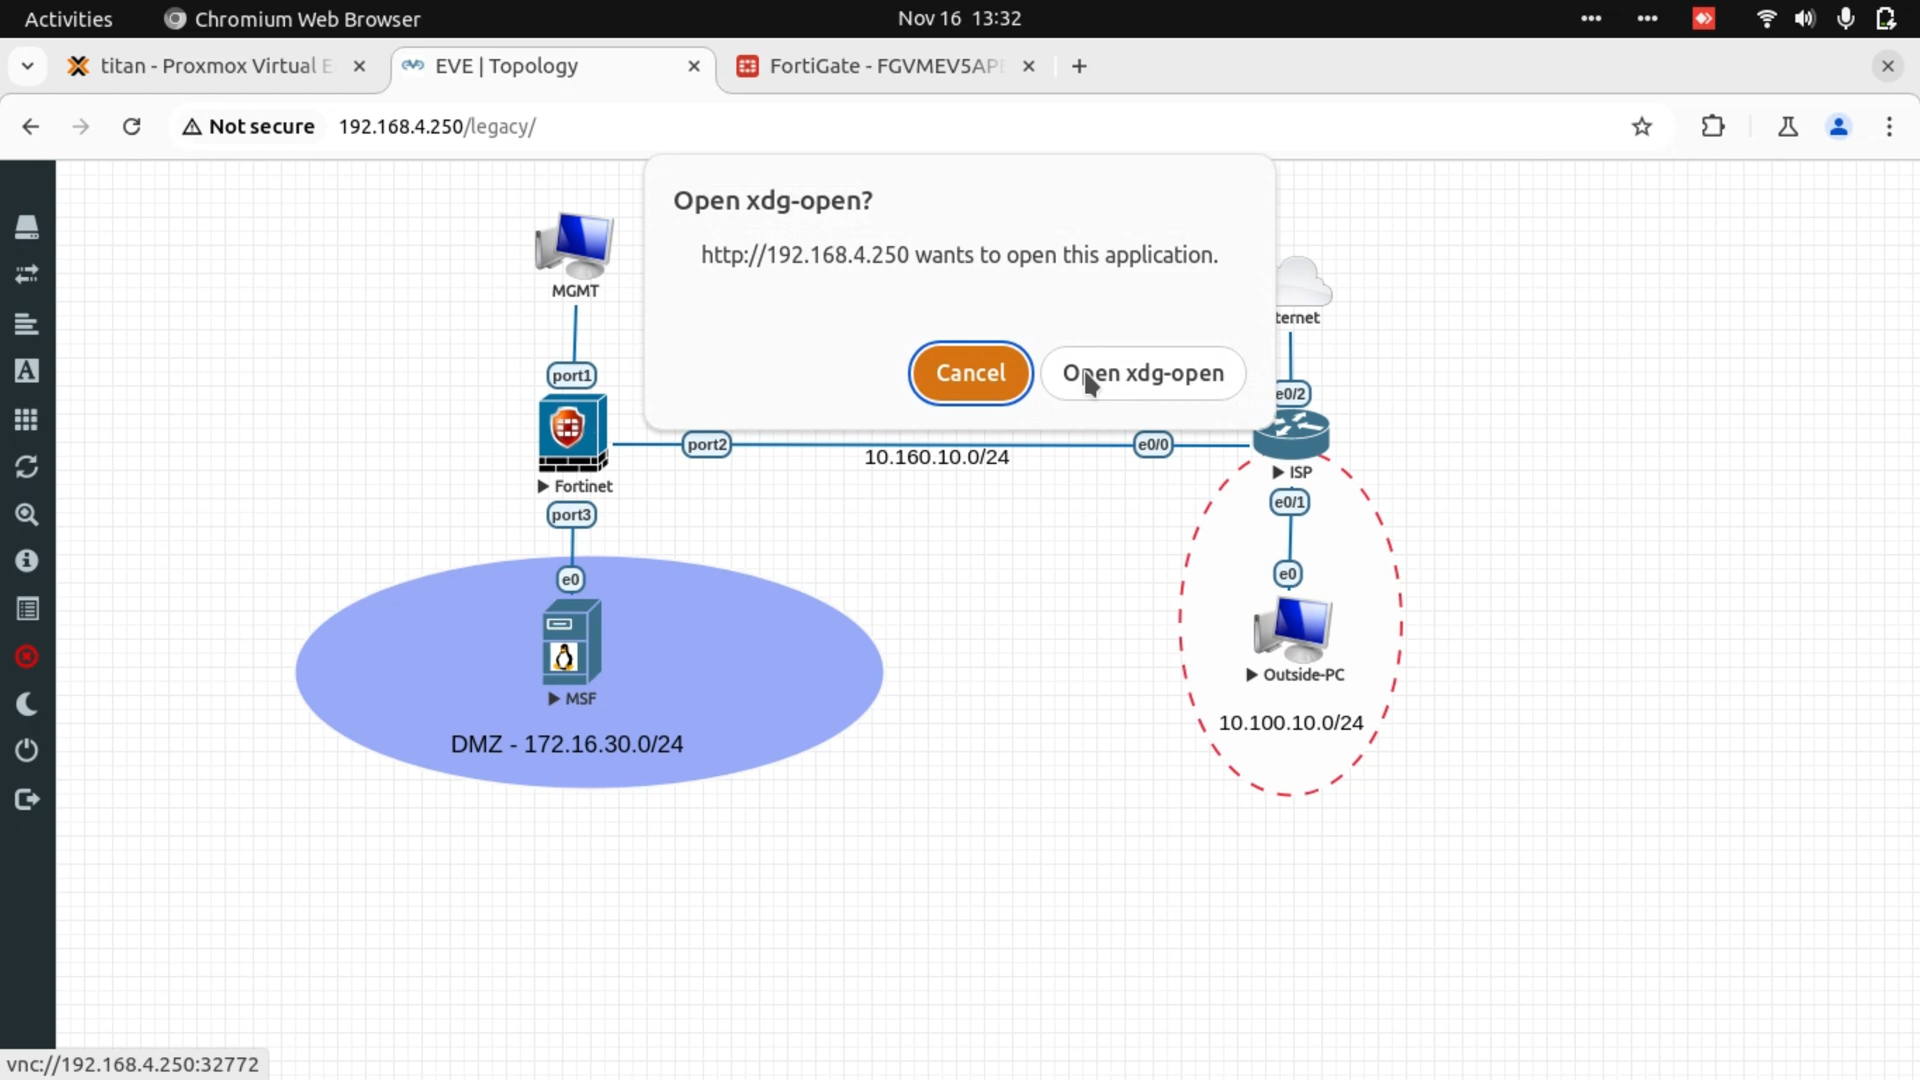 Activities
Chromium Web Browser
Nov 16 13:32
titan - Proxmox Virtual E
EVE | Topology
FortiGate - FGVMEV5AP
Not secure
192.168.4.250/legacy/
Open xdg-open?
http://192.168.4.250 wants to open this application.
Cancel
Open xdg-open
MGMT
ternet
port1
e0/2
port2
e0/0
10.160.10.0/24
ISP
Fortinet
port3
e0/1
e0
e0
MSF
Outside-PC
DMZ - 172.16.30.0/24
10.100.10.0/24
vnc://192.168.4.250:32772